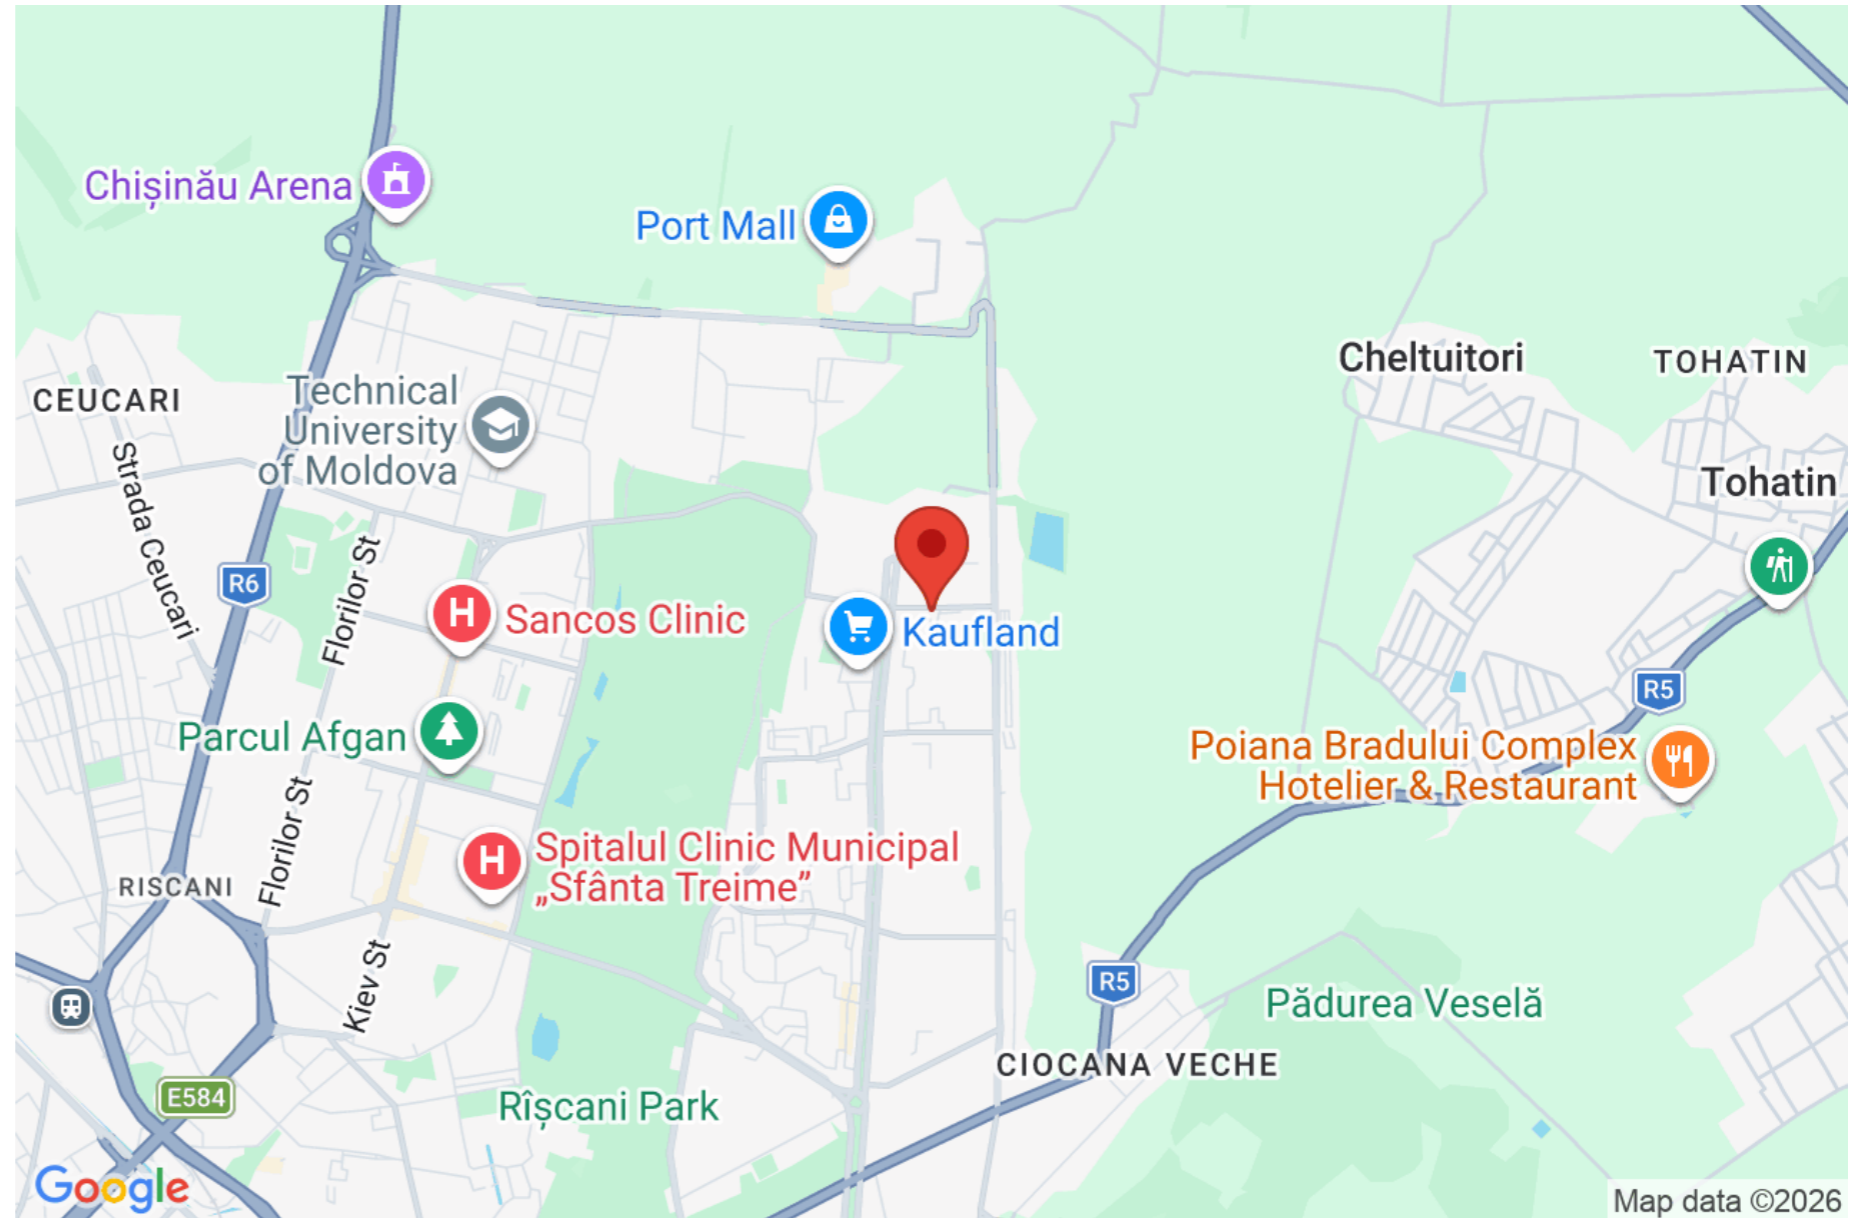 Chișinău Arena
Port Mall
Cheltuitori
TOHATIN
CEUCARI
Technical
University
of Moldova
Tohatin
Strada Ceucari
Florilor St
R6
H
Sancos Clinic
Kaufland
R5
Parcul Afgan
Poiana Bradului Complex
Hotelier & Restaurant
Florilor St
H
Spitalul Clinic Municipal
„Sfânta Treime”
RISCANI
Kiev St
R5
Pădurea Veselă
CIOCANA VECHE
E584
Rîșcani Park
Google
Map data ©2026